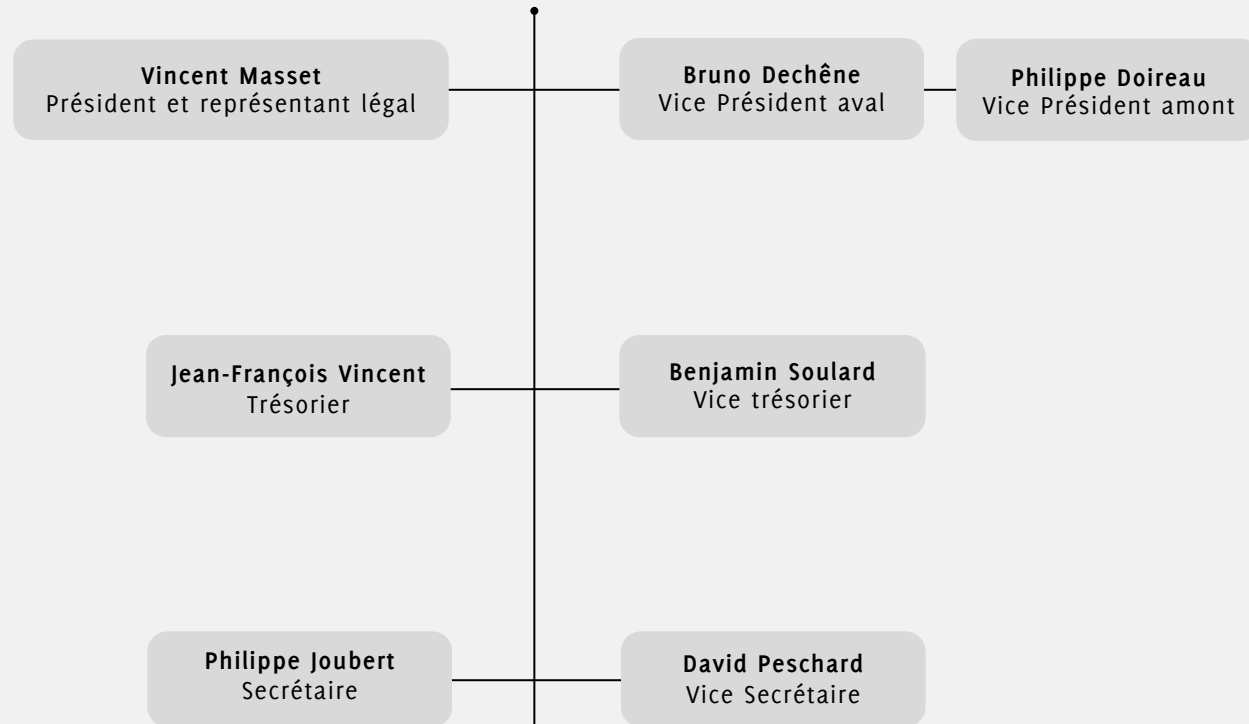 Vincent Masset
Président et représentant légal
Bruno Dechêne
Vice Président aval
Philippe Doireau
Vice Président amont
Jean-François Vincent
Trésorier
Benjamin Soulard
Vice trésorier
Philippe Joubert
Secrétaire
David Peschard
Vice Secrétaire